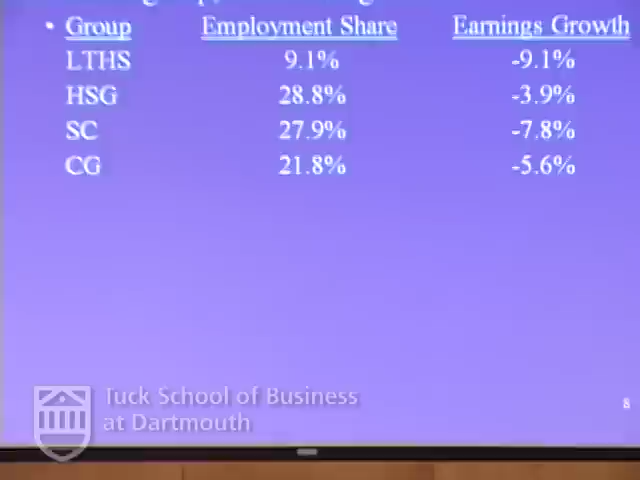 • Group Employment Share Earnings Growth
LTHS 9.1% -9.1%
HSG 28.8% -3.9%
SC 27.9% -7.8%
CG 21.8% -5.6%
Tuck School of Business
at Dartmouth
8